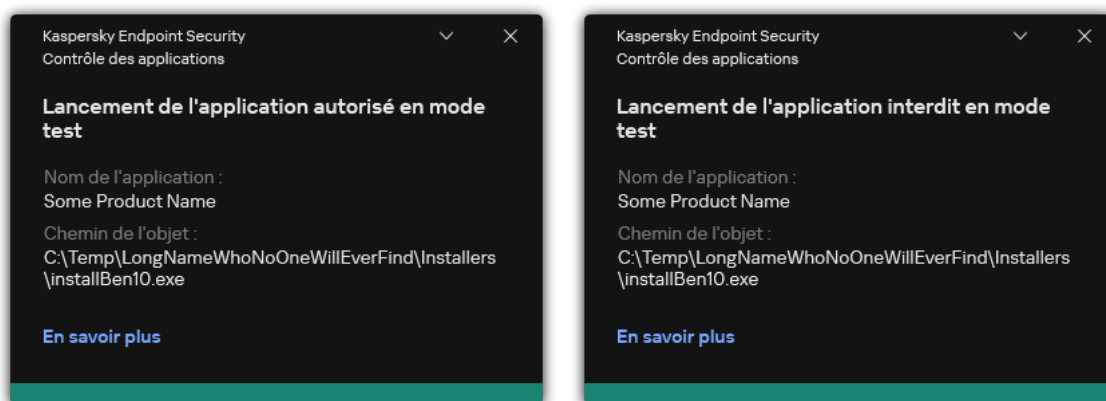 Kaspersky Endpoint Security
Contrôle des applications
Lancement de l'application autorisé en mode
test
Nom de l'application :
Some Product Name
Chemin de l'objet :
C:\Temp\LongNameWhoNoOneWillEverFind\Installers
\installBen10.exe
En savoir plus
Kaspersky Endpoint Security
Contrôle des applications
Lancement de l'application interdit en mode
test
Nom de l'application :
Some Product Name
Chemin de l'objet :
C:\Temp\LongNameWhoNoOneWillEverFind\Installers
\installBen10.exe
En savoir plus